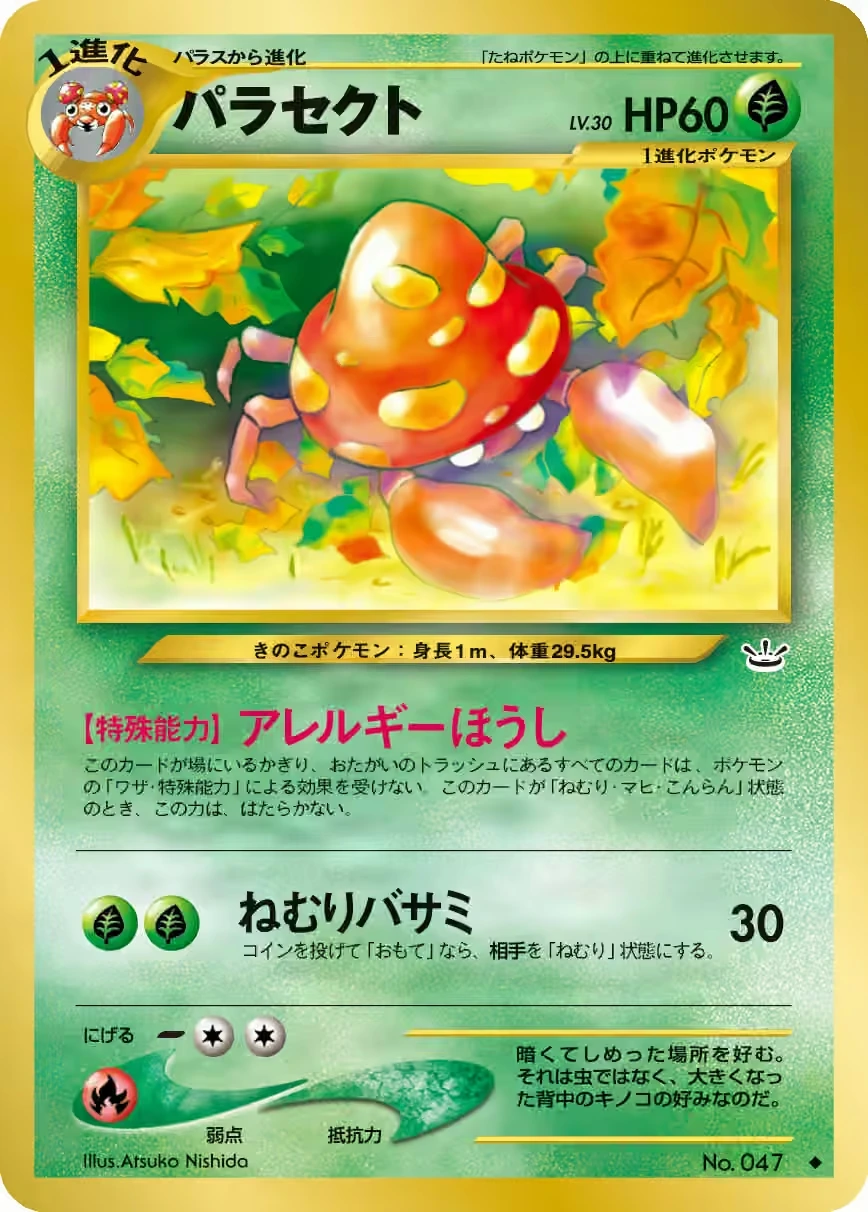 1進化
パラスから進化
「たねポケモン」の上に重ねて進化させます。
パラセクト
LV.30 HP60
1進化ポケモン
きのこポケモン：身長1m、体重29.5kg
【特殊能力】アレルギーほうし
このカードが場にいるかぎり、おたがいのトラッシュにあるすべてのカードは、ポケモン
の「ワザ・特殊能力」による効果を受けない。このカードが「ねむり・マヒ・こんらん」状態
のとき、この力は、はたらかない。
ねむりバサミ 30
コインを投げて「おもて」なら、相手を「ねむり」状態にする。
にげる
弱点
抵抗力
暗くてしめった場所を好む。
それは虫ではなく、大きくなっ
た背中のキノコの好みなのだ。
Illus.Atsuko Nishida
No. 047